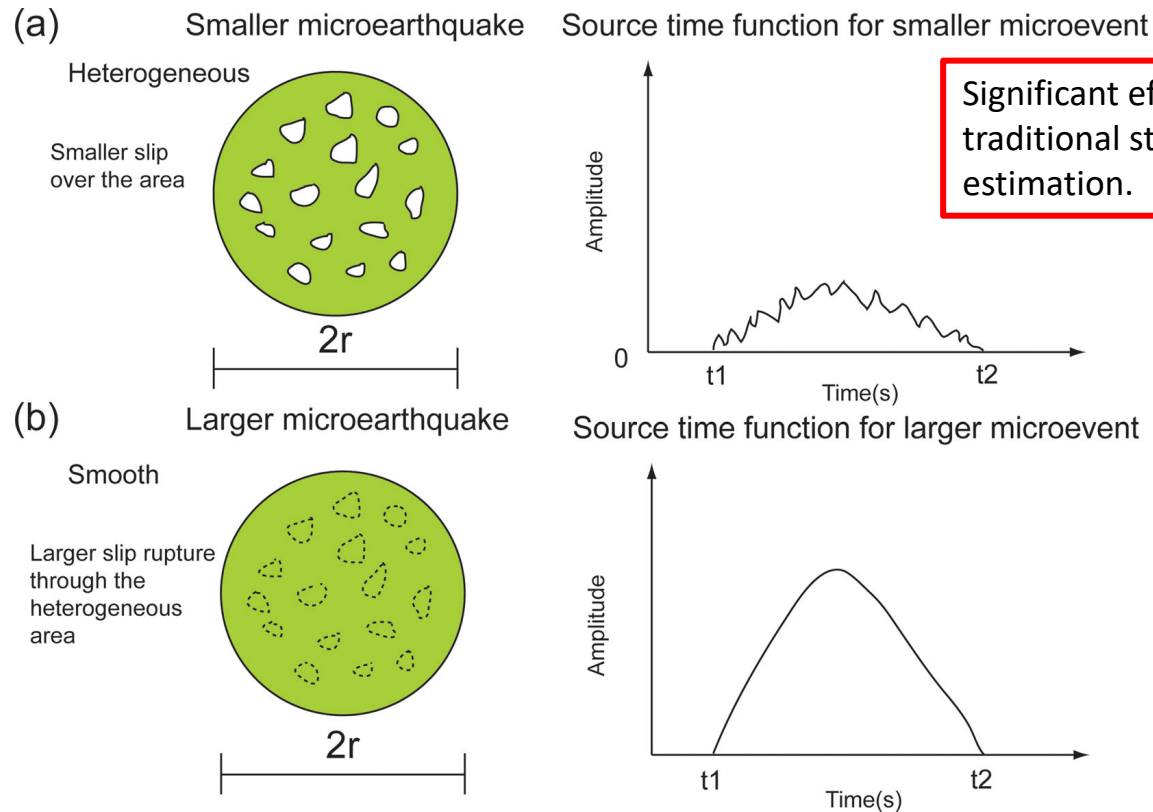 (a) Smaller microearthquake
Heterogeneous
Smaller slip
over the area
2r
Source time function for smaller microevent
Significant
traditional
estimation.
Amplitude
0
t1
t2
Time(s)
(b) Larger microearthquake
Smooth
Larger slip rupture
through the
heterogeneous
area
2r
Source time function for larger microevent
Amplitude
t1
t2
Time(s)